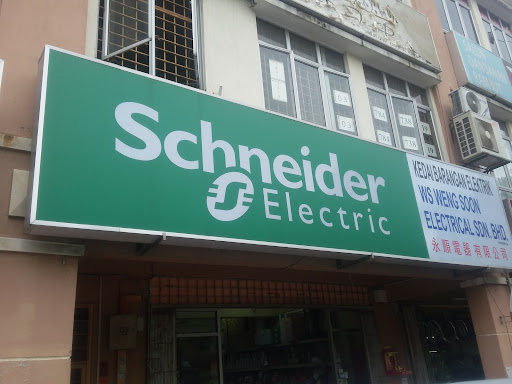 Schneider
Electric
KEDAI BARANGAN ELEKTRIK
WS WENG SOON
ELECTRICAL SDN. BHD.
永順電器有限公司